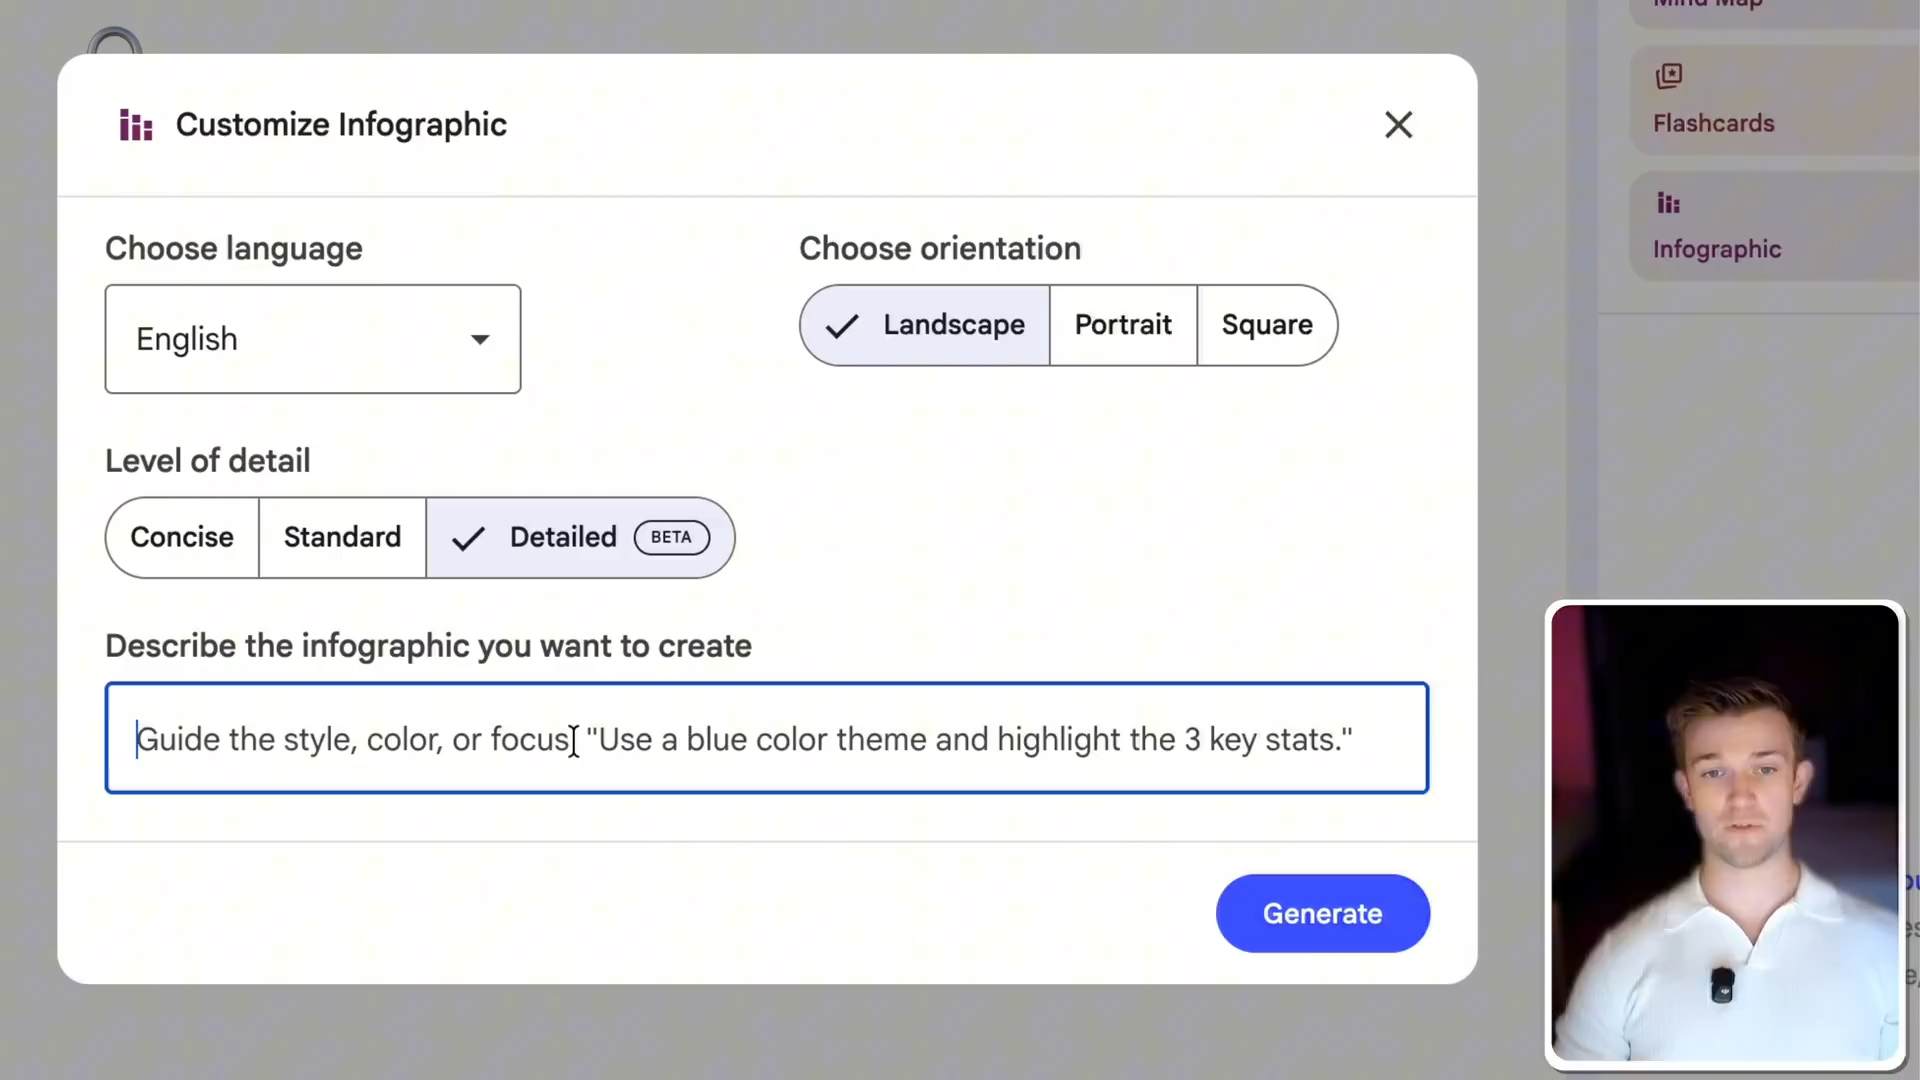 Mind Map
Flashcards
Infographic
Customize Infographic
Choose language
English
Choose orientation
Landscape
Portrait
Square
Level of detail
Concise
Standard
Detailed
BETA
Describe the infographic you want to create
Guide the style, color, or focus: "Use a blue color theme and highlight the 3 key stats."
Generate